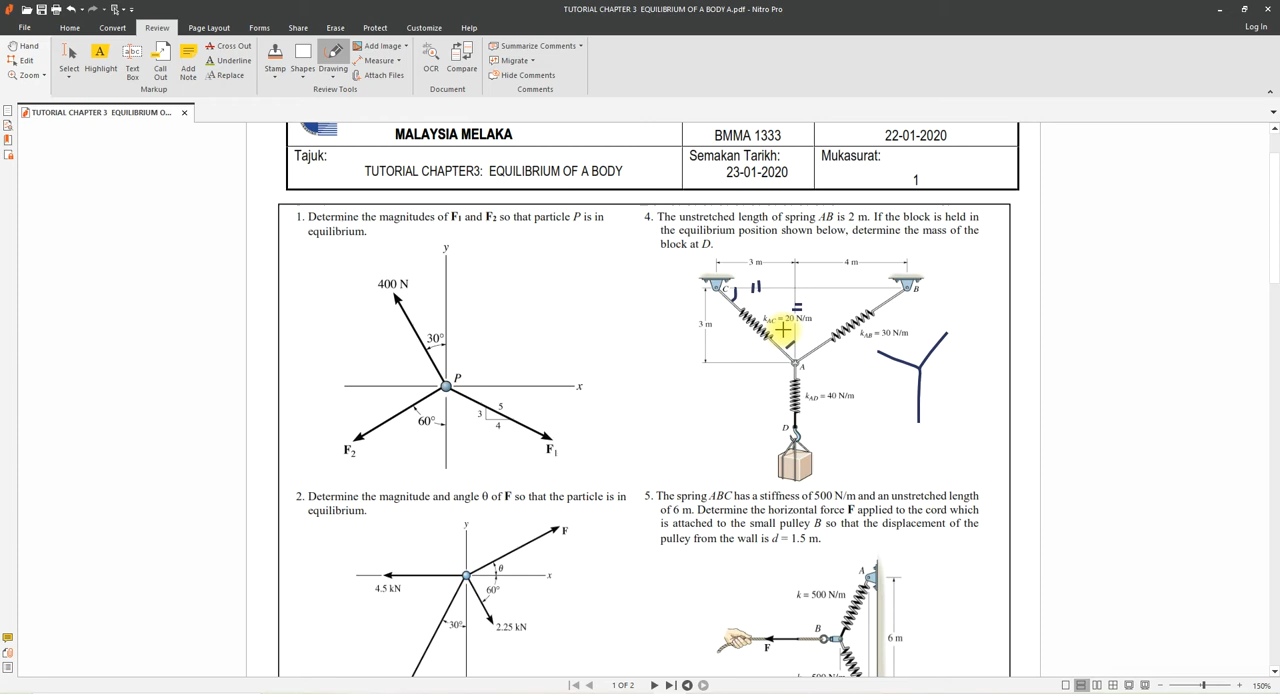 TUTORIAL CHAPTER 3  EQUILIBRIUM OF A BODY A.pdf - Nitro Pro
File
Home
Convert
Review
Page Layout
Forms
Share
Erase
Protect
Customize
Help
Log In
Hand
Edit
Zoom
Select
Highlight
Text Box
Call Out
Add Note
Cross Out
Underline
Replace
Markup
Stamp
Shapes
Drawing
Add Image
Measure
Attach Files
Review Tools
OCR
Compare
Document
Summarize Comments
Migrate
Hide Comments
Comments
TUTORIAL CHAPTER 3  EQUILIBRIUM O...
MALAYSIA MELAKA
BMMA 1333
22-01-2020
Tajuk:
TUTORIAL CHAPTER3:  EQUILIBRIUM OF A BODY
Semakan Tarikh:
23-01-2020
Mukasurat:
1
1. Determine the magnitudes of F1 and F2 so that particle P is in
equilibrium.
y
400 N
30°
P
x
5
3
4
60°
F2
F1
2. Determine the magnitude and angle θ of F so that the particle is in
equilibrium.
y
F
θ
x
4.5 kN
60°
30°
2.25 kN
4. The unstretched length of spring AB is 2 m. If the block is held in
the equilibrium position shown below, determine the mass of the
block at D.
3 m
4 m
C
B
3 m
kAC = 20 N/m
kAB = 30 N/m
A
kAD = 40 N/m
D
5. The spring ABC has a stiffness of 500 N/m and an unstretched length
of 6 m. Determine the horizontal force F applied to the cord which
is attached to the small pulley B so that the displacement of the
pulley from the wall is d = 1.5 m.
A
k = 500 N/m
B
6 m
F
1 OF 2
150%